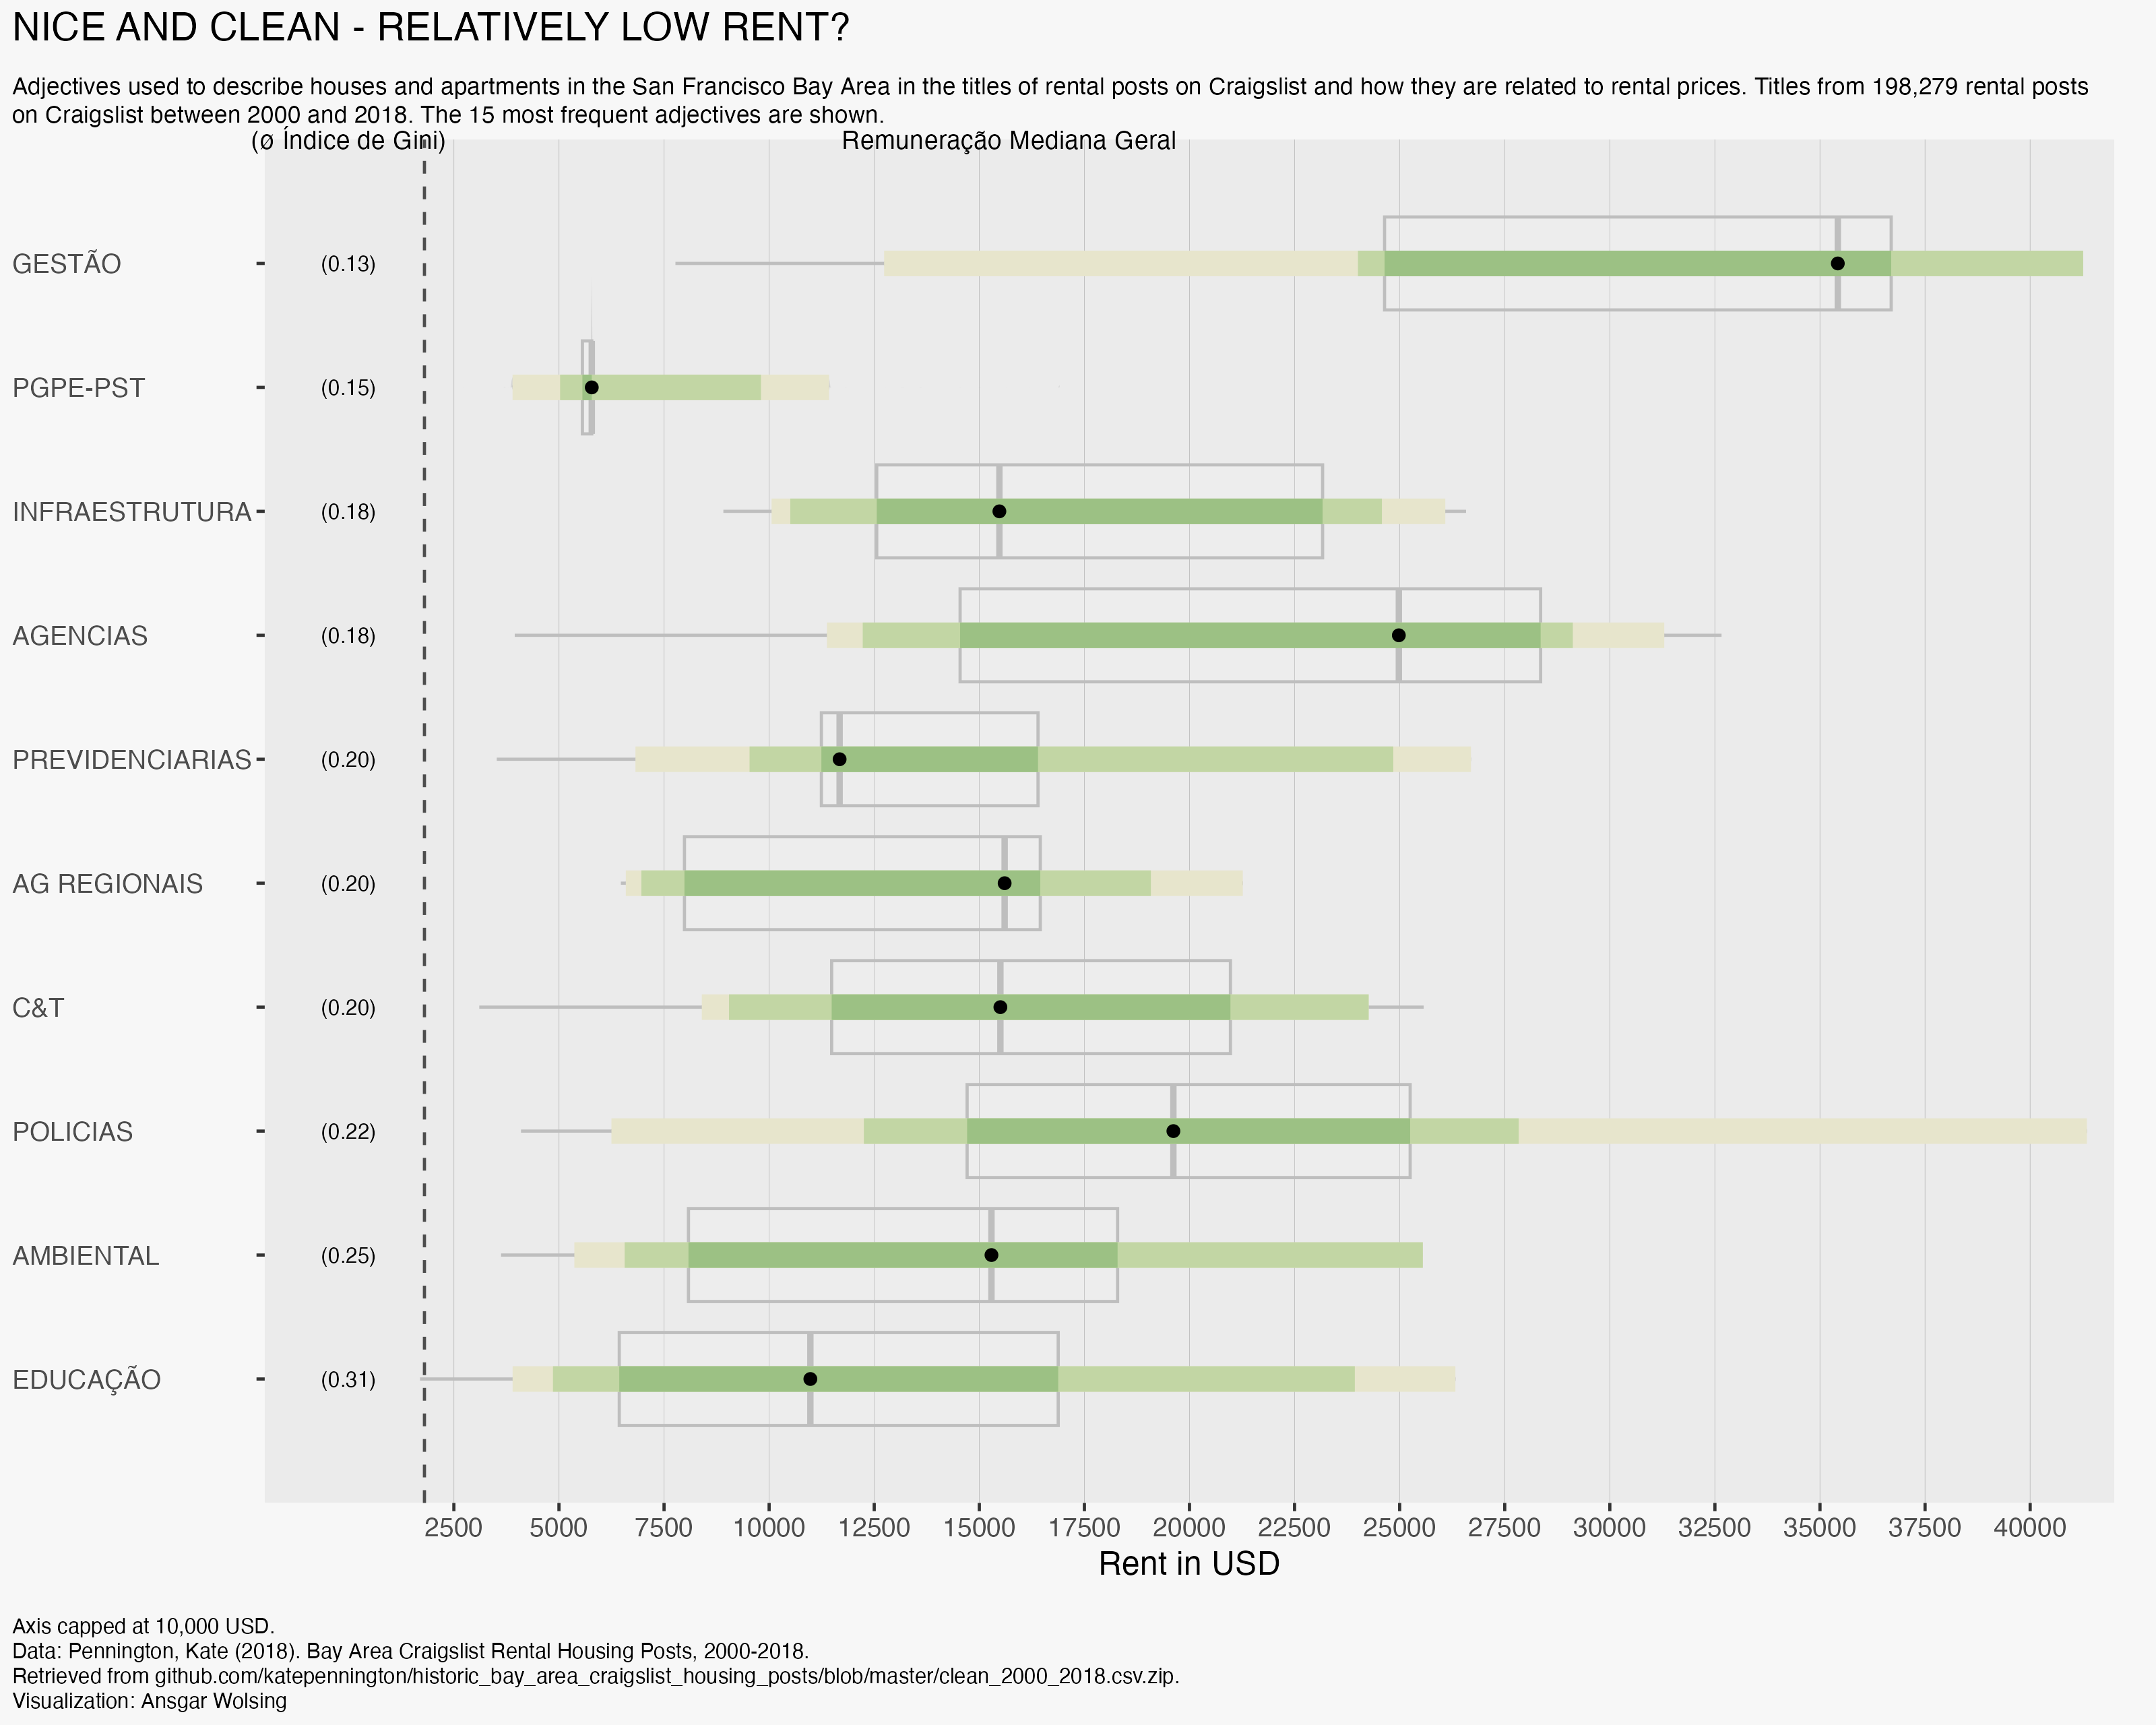 NICE AND CLEAN - RELATIVELY LOW RENT?
Adjectives used to describe houses and apartments in the San Francisco Bay Area in the titles of rental posts on Craigslist and how they are related to rental prices. Titles from 198,279 rental posts
on Craigslist between 2000 and 2018. The 15 most frequent adjectives are shown.
(ø Índice de Gini) Remuneração Mediana Geral
GESTÃO (0.13)
PGPE-PST (0.15)
INFRAESTRUTURA (0.18)
AGENCIAS (0.18)
PREVIDENCIARIAS (0.20)
AG REGIONAIS (0.20)
C&T (0.20)
POLICIAS (0.22)
AMBIENTAL (0.25)
EDUCAÇÃO (0.31)
2500 5000 7500 10000 12500 15000 17500 20000 22500 25000 27500 30000 32500 35000 37500 40000
Rent in USD
Axis capped at 10,000 USD.
Data: Pennington, Kate (2018). Bay Area Craigslist Rental Housing Posts, 2000-2018.
Retrieved from github.com/katepennington/historic_bay_area_craigslist_housing_posts/blob/master/clean_2000_2018.csv.zip.
Visualization: Ansgar Wolsing